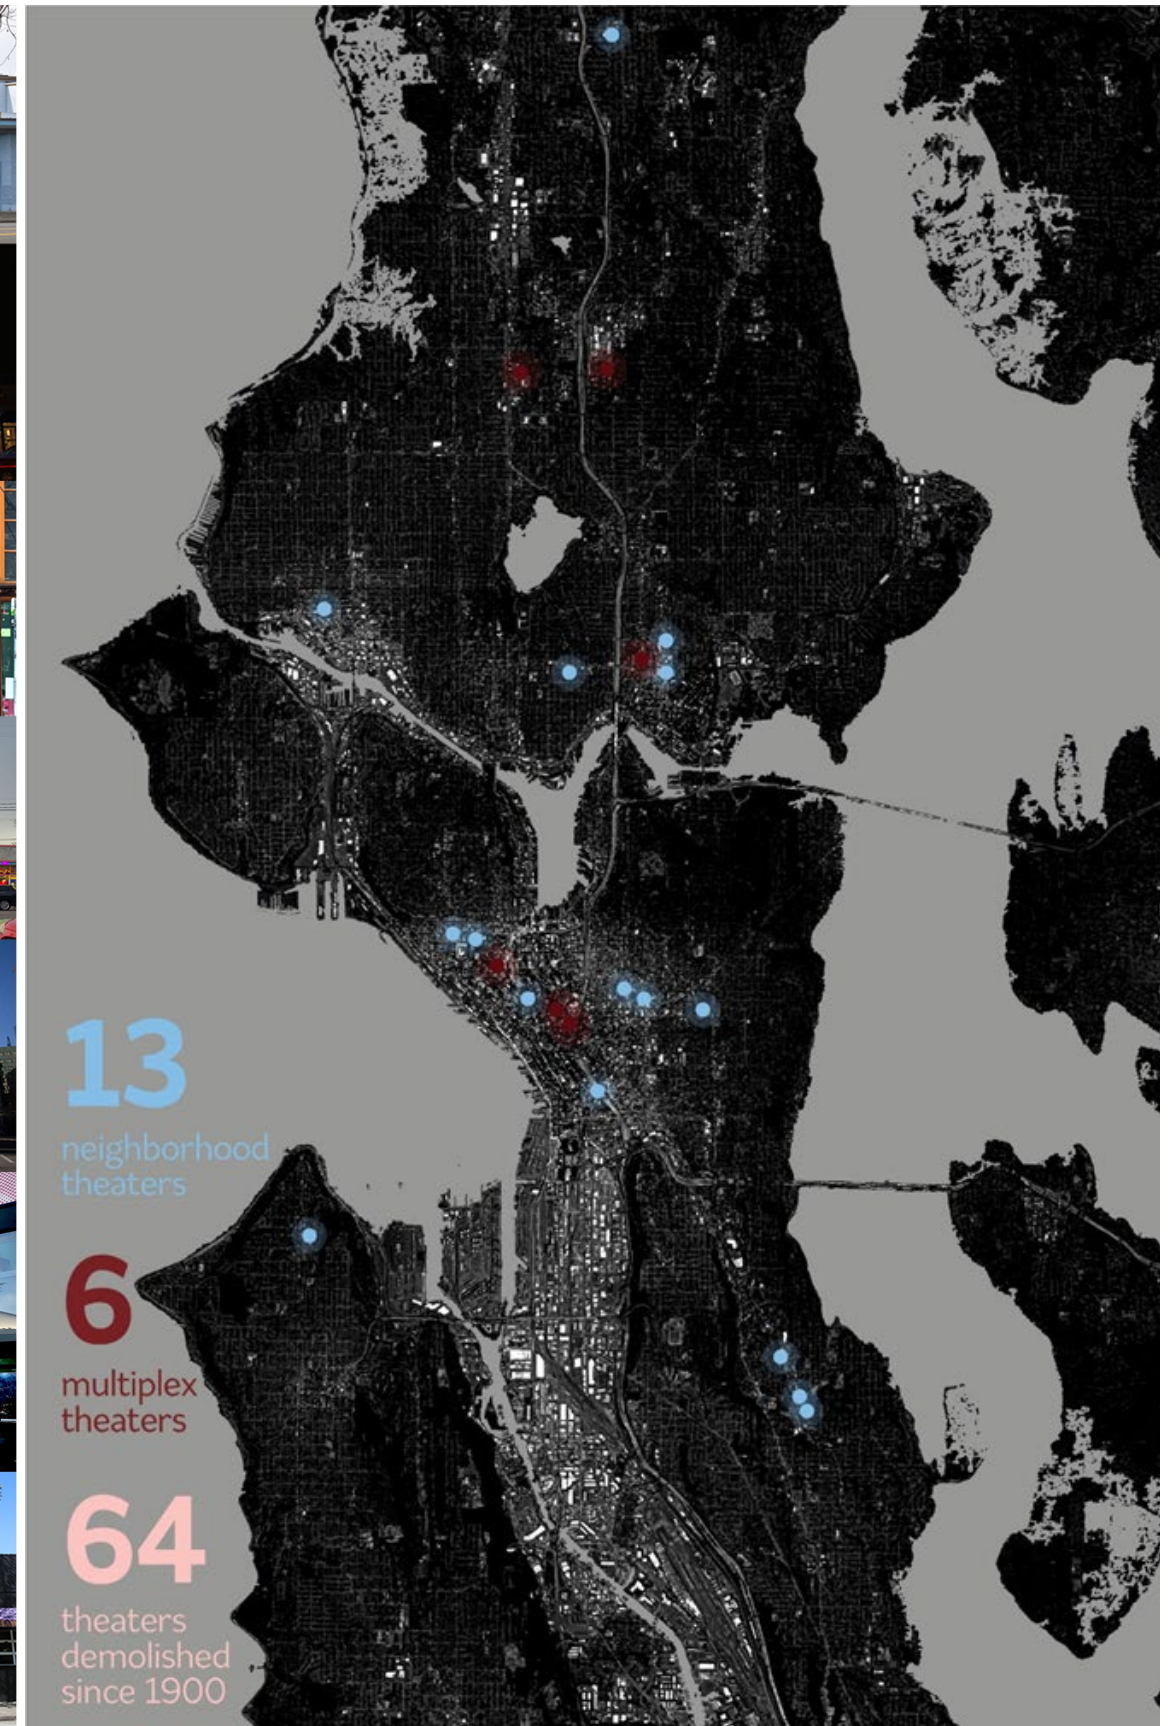 13
neighborhood
theaters
6
multiplex
theaters
64
theaters
demolished
since 1900